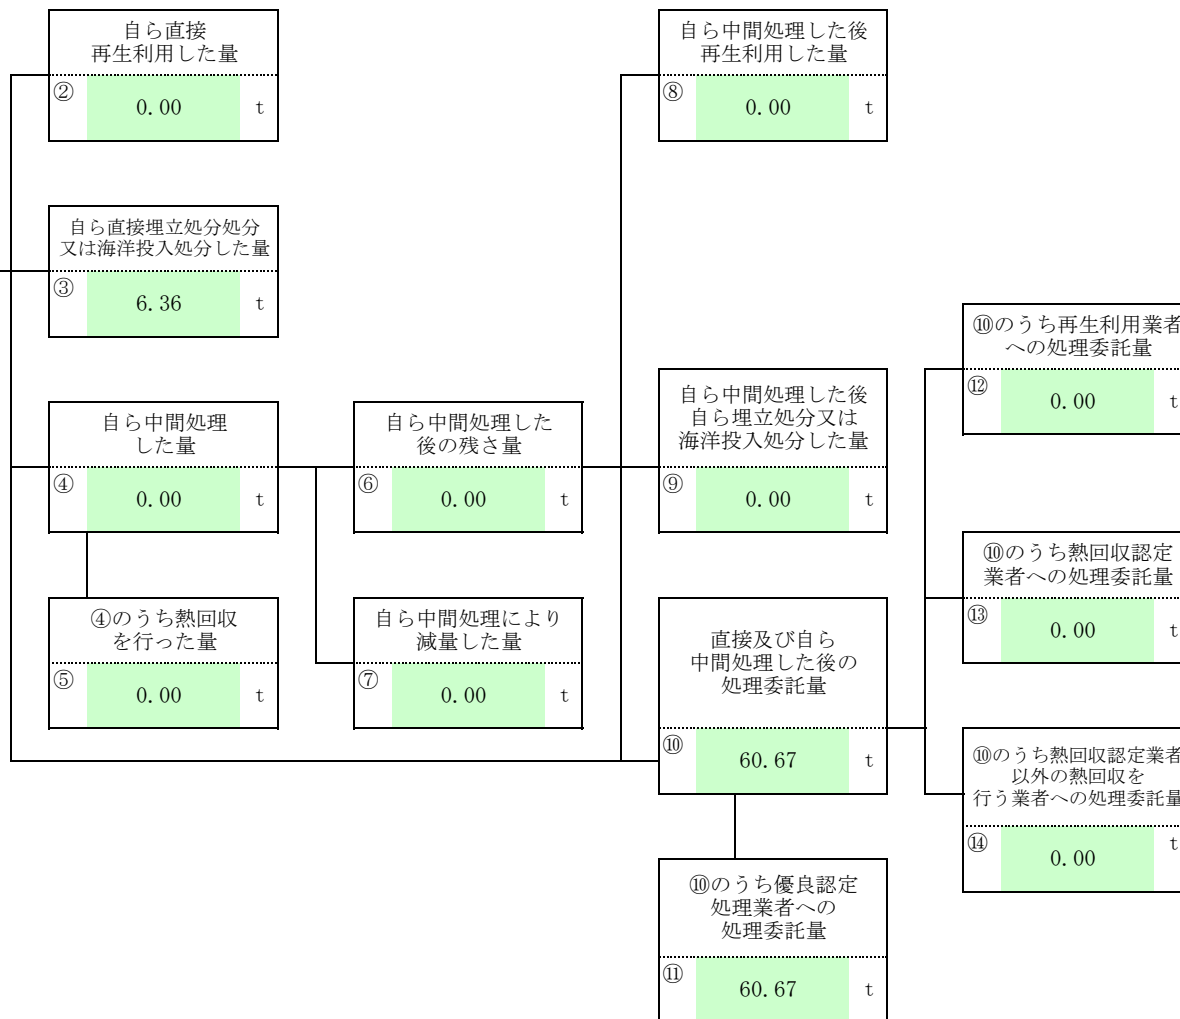 自ら直接
再生利用した量
② 0.00 t
自ら中間処理した後
再生利用した量
⑧ 0.00 t
自ら直接埋立処分処分
又は海洋投入処分した量
③ 6.36 t
⑩のうち再生利用業者
への処理委託量
⑫ 0.00 t
自ら中間処理
した量
④ 0.00 t
自ら中間処理した
後の残さ量
⑥ 0.00 t
自ら中間処理した後
自ら埋立処分又は
海洋投入処分した量
⑨ 0.00 t
⑩のうち熱回収認定
業者への処理委託量
⑬ 0.00 t
④のうち熱回収
を行った量
⑤ 0.00 t
自ら中間処理により
減量した量
⑦ 0.00 t
直接及び自ら
中間処理した後の
処理委託量
⑩ 60.67 t
⑩のうち熱回収認定業者
以外の熱回収を
行う業者への処理委託量
⑭ 0.00 t
⑩のうち優良認定
処理業者への
処理委託量
⑪ 60.67 t